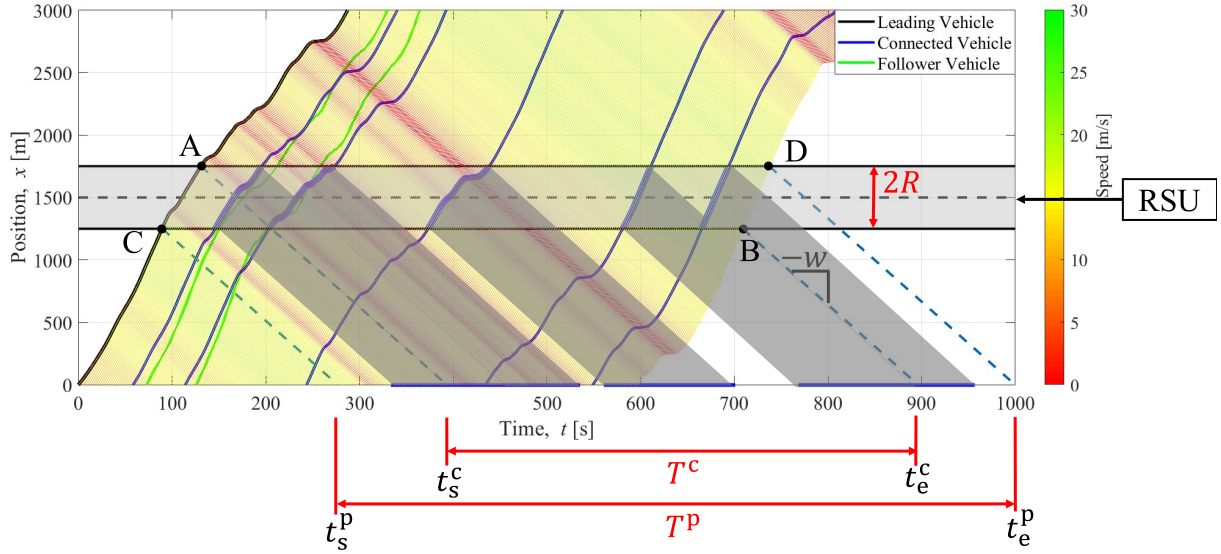 3000
2500
2000
1500
1000
500
0
Position, x [m]
0
100
200
300
400
500
600
700
800
900
1000
Time, t [s]
Leading Vehicle
Connected Vehicle
Follower Vehicle
A
C
D
B
2R
−w
RSU
30
25
20
15
10
5
0
Speed [m/s]
T^c
t_s^c
t_e^c
T^p
t_s^p
t_e^p